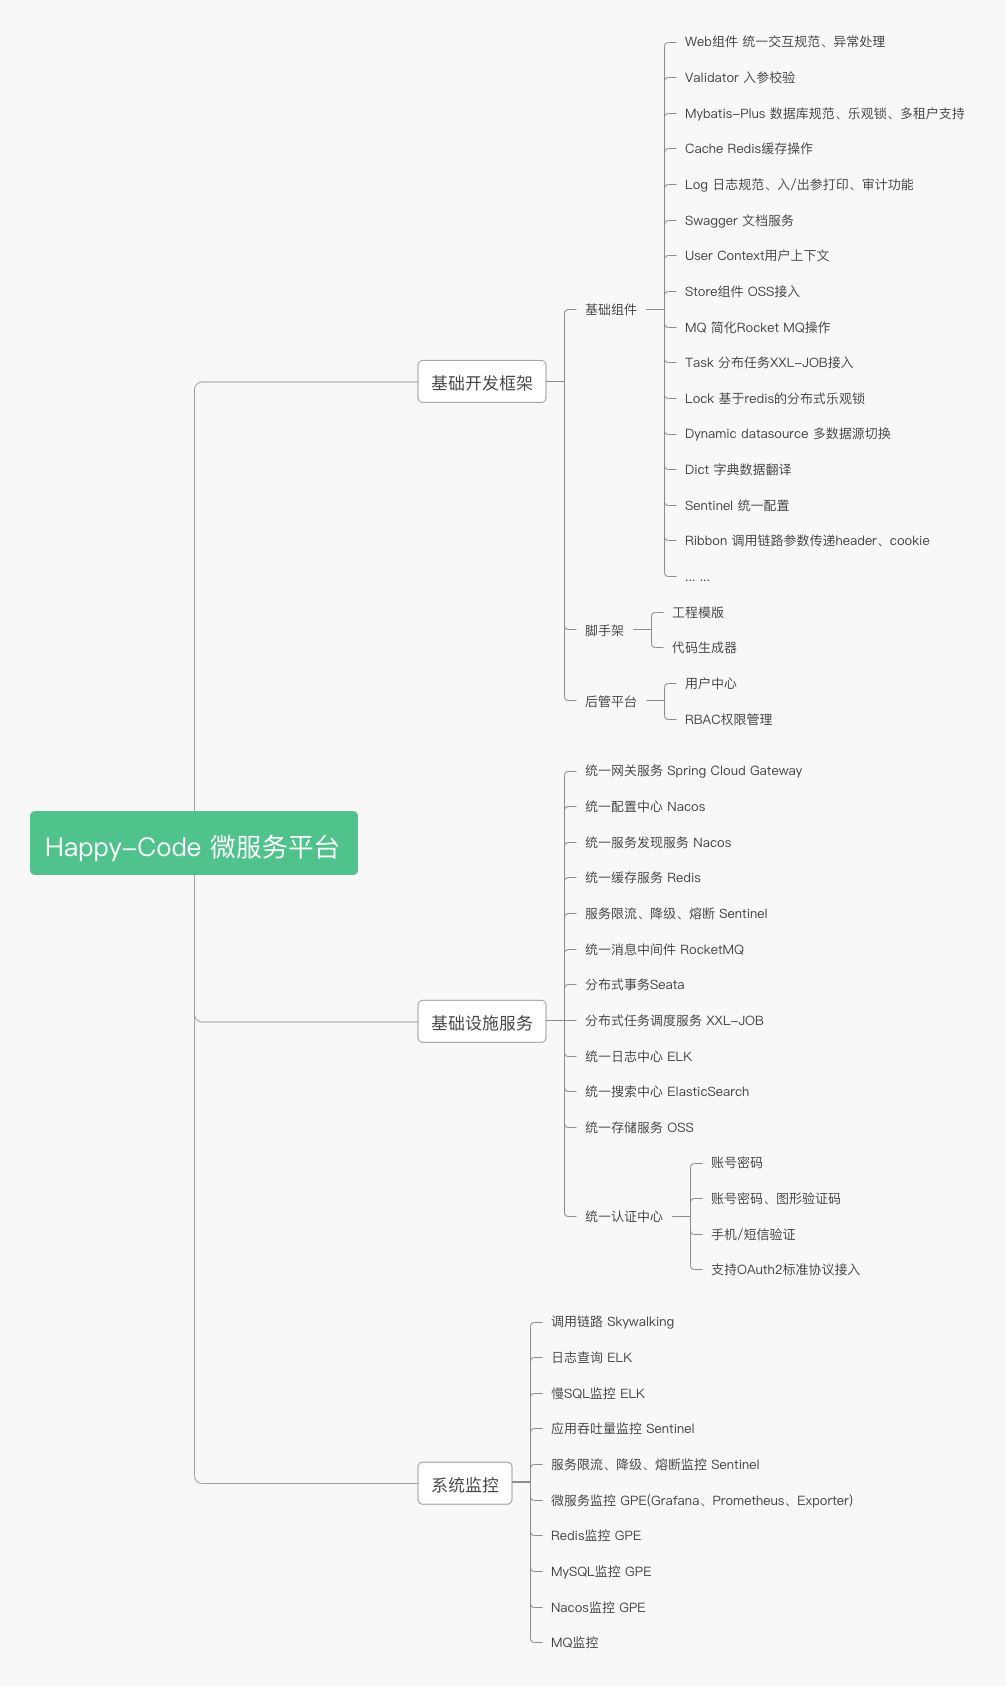 Web组件 统一交互规范、异常处理
Validator 入参校验
Mybatis-Plus 数据库规范、乐观锁、多租户支持
Cache Redis缓存操作
Log 日志规范、入/出参打印、审计功能
Swagger 文档服务
User Context用户上下文
Store组件 OSS接入
基础组件
MQ 简化Rocket MQ操作
Task 分布任务XXL-JOB接入
基础开发框架
Lock 基于redis的分布式乐观锁
Dynamic datasource 多数据源切换
Dict 字典数据翻译
Sentinel 统一配置
Ribbon 调用链路参数传递header、cookie
... ...
工程模版
脚手架
代码生成器
用户中心
后管平台
RBAC权限管理
统一网关服务 Spring Cloud Gateway
统一配置中心 Nacos
Happy-Code 微服务平台
统一服务发现服务 Nacos
统一缓存服务 Redis
服务限流、降级、熔断 Sentinel
统一消息中间件 RocketMQ
分布式事务Seata
基础设施服务
分布式任务调度服务 XXL-JOB
统一日志中心 ELK
统一搜索中心 ElasticSearch
统一存储服务 OSS
账号密码
账号密码、图形验证码
统一认证中心
手机/短信验证
支持OAuth2标准协议接入
调用链路 Skywalking
日志查询 ELK
慢SQL监控 ELK
应用吞吐量监控 Sentinel
服务限流、降级、熔断监控 Sentinel
系统监控
微服务监控 GPE(Grafana、Prometheus、Exporter)
Redis监控 GPE
MySQL监控 GPE
Nacos监控 GPE
MQ监控